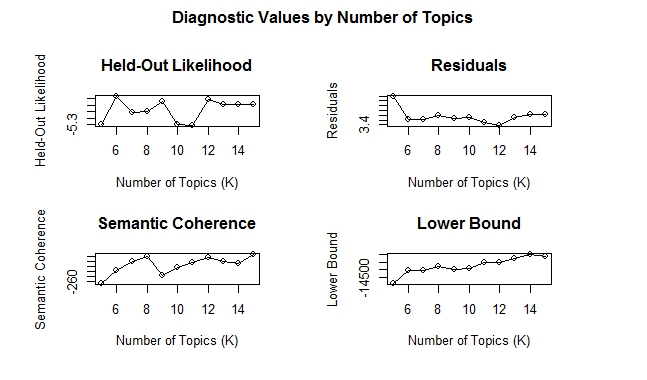 Diagnostic Values by Number of Topics
Held-Out Likelihood
Held-Out Likelihood
-5.3
6 8 10 12 14
Number of Topics (K)
Residuals
Residuals
3.4
6 8 10 12 14
Number of Topics (K)
Semantic Coherence
Semantic Coherence
-260
6 8 10 12 14
Number of Topics (K)
Lower Bound
Lower Bound
-14500
6 8 10 12 14
Number of Topics (K)